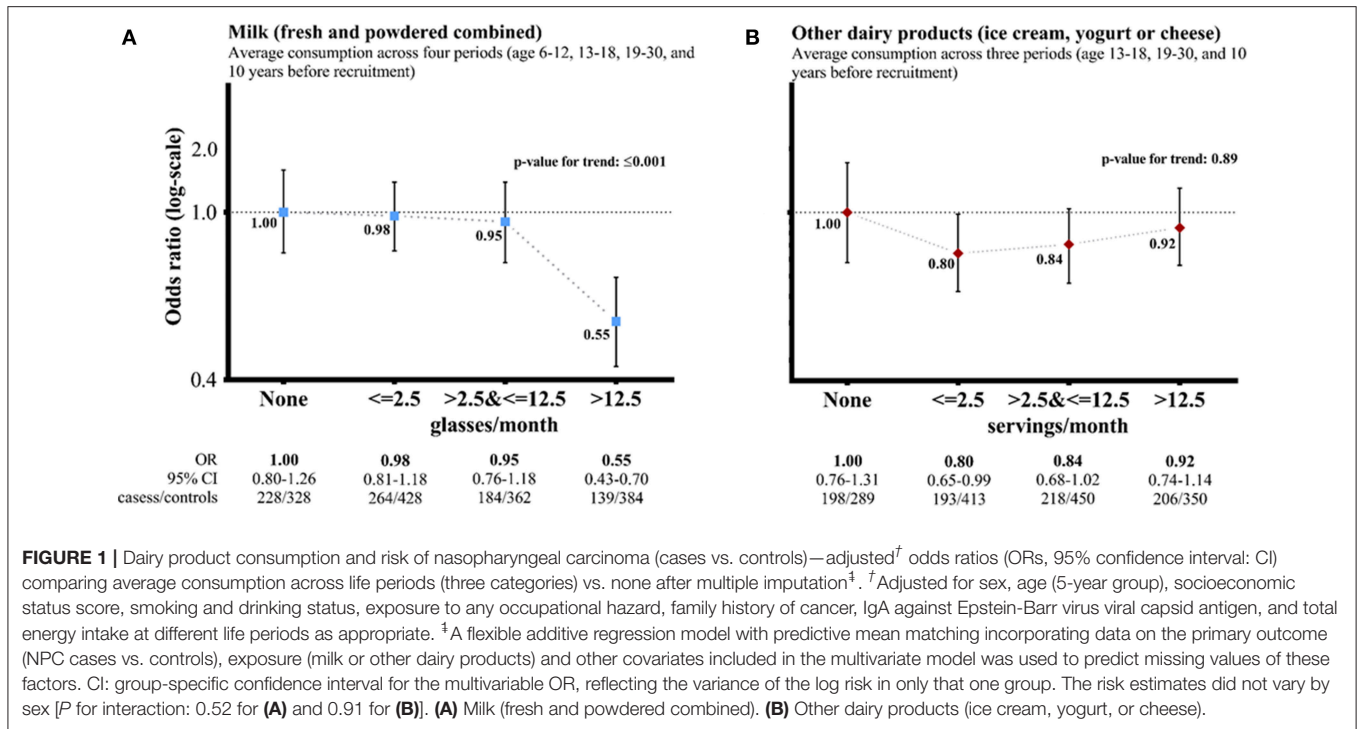 A
Milk (fresh and powdered combined)
Average consumption across four periods (age 6-12, 13-18, 19-30, and
10 years before recruitment)
Odds ratio (log-scale)
2.0
1.0
0.4
p-value for trend: ≤0.001
1.00
0.98
0.95
0.55
None <=2.5 >2.5&<=12.5 >12.5
glasses/month
OR 1.00 0.98 0.95 0.55
95% CI 0.80-1.26 0.81-1.18 0.76-1.18 0.43-0.70
casess/controls 228/328 264/428 184/362 139/384
B
Other dairy products (ice cream, yogurt or cheese)
Average consumption across three periods (age 13-18, 19-30, and 10
years before recruitment)
p-value for trend: 0.89
1.00
0.80
0.84
0.92
None <=2.5 >2.5&<=12.5 >12.5
servings/month
1.00 0.80 0.84 0.92
0.76-1.31 0.65-0.99 0.68-1.02 0.74-1.14
198/289 193/413 218/450 206/350
FIGURE 1 | Dairy product consumption and risk of nasopharyngeal carcinoma (cases vs. controls)—adjusted† odds ratios (ORs, 95% confidence interval: CI)
comparing average consumption across life periods (three categories) vs. none after multiple imputation‡. †Adjusted for sex, age (5-year group), socioeconomic
status score, smoking and drinking status, exposure to any occupational hazard, family history of cancer, IgA against Epstein-Barr virus viral capsid antigen, and total
energy intake at different life periods as appropriate. ‡A flexible additive regression model with predictive mean matching incorporating data on the primary outcome
(NPC cases vs. controls), exposure (milk or other dairy products) and other covariates included in the multivariate model was used to predict missing values of these
factors. CI: group-specific confidence interval for the multivariable OR, reflecting the variance of the log risk in only that one group. The risk estimates did not vary by
sex [P for interaction: 0.52 for (A) and 0.91 for (B)]. (A) Milk (fresh and powdered combined). (B) Other dairy products (ice cream, yogurt, or cheese).